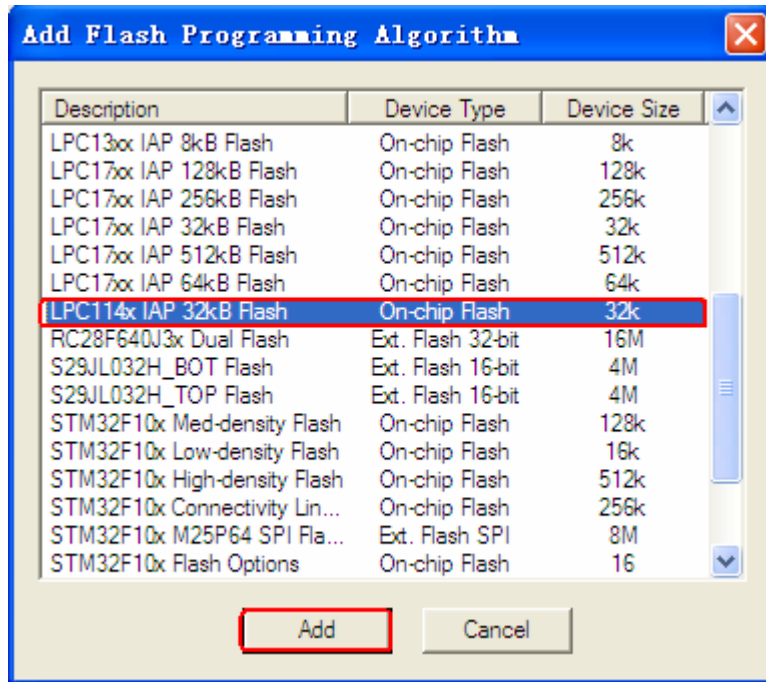 Add Flash Programming Algorithm
Description Device Type Device Size
LPC13xx IAP 8kB Flash On-chip Flash 8k
LPC17xx IAP 128kB Flash On-chip Flash 128k
LPC17xx IAP 256kB Flash On-chip Flash 256k
LPC17xx IAP 32kB Flash On-chip Flash 32k
LPC17xx IAP 512kB Flash On-chip Flash 512k
LPC17xx IAP 64kB Flash On-chip Flash 64k
LPC114x IAP 32kB Flash On-chip Flash 32k
RC28F640J3x Dual Flash Ext. Flash 32-bit 16M
S29JL032H_BOT Flash Ext. Flash 16-bit 4M
S29JL032H_TOP Flash Ext. Flash 16-bit 4M
STM32F10x Med-density Flash On-chip Flash 128k
STM32F10x Low-density Flash On-chip Flash 16k
STM32F10x High-density Flash On-chip Flash 512k
STM32F10x Connectivity Lin... On-chip Flash 256k
STM32F10x M25P64 SPI Fla... Ext. Flash SPI 8M
STM32F10x Flash Options On-chip Flash 16
Add Cancel